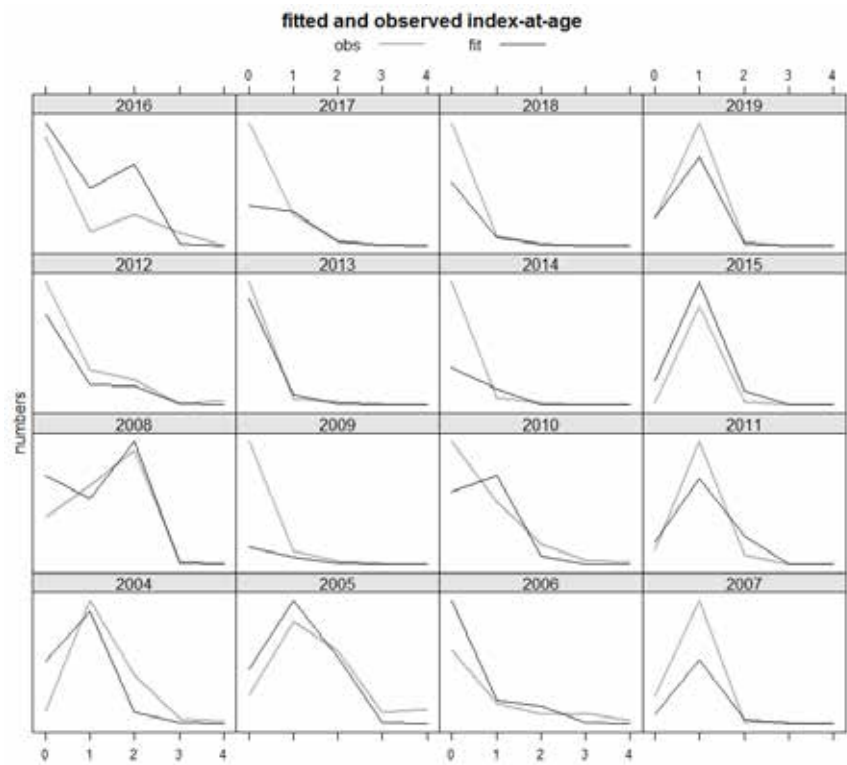 fitted and observed index-at-age
obs fit
0 1 2 3 4 0 1 2 3 4
2016 2017 2018 2019
2012 2013 2014 2015
numbers
2008 2009 2010 2011
2004 2005 2006 2007
0 1 2 3 4 0 1 2 3 4